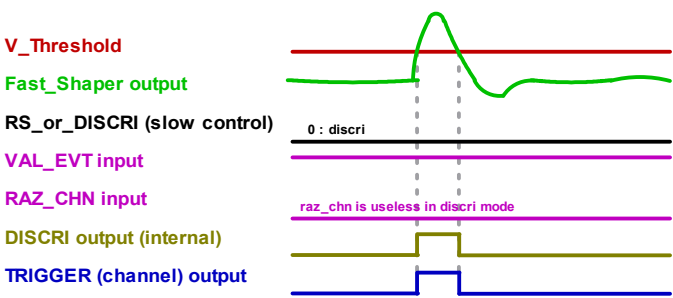 V_Threshold
Fast_Shaper output
RS_or_DISCRI (slow control)
0 : discri
VAL_EVT input
RAZ_CHN input
raz_chn is useless in discri mode
DISCRI output (internal)
TRIGGER (channel) output